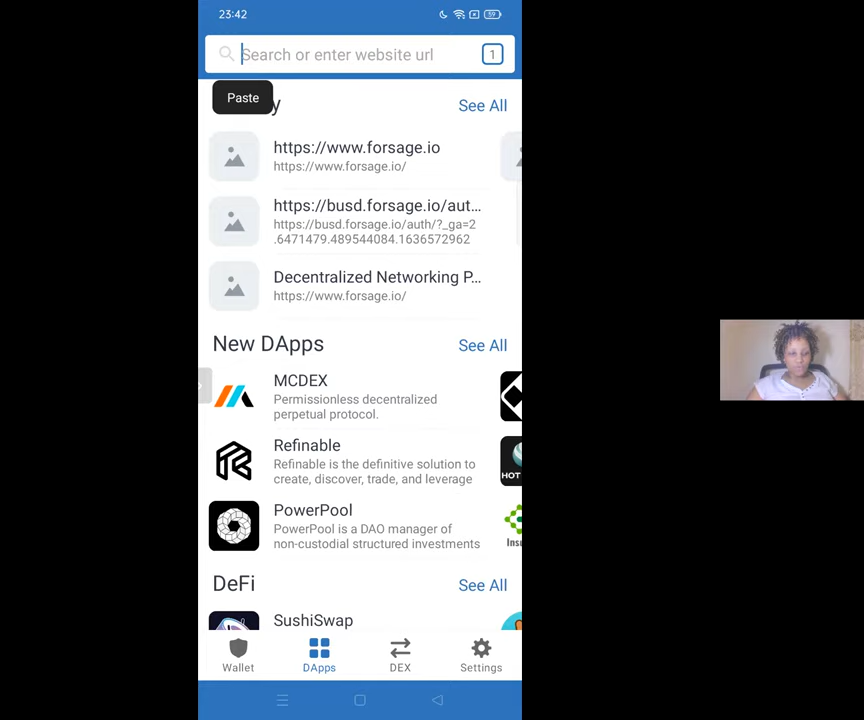 23:42
59
Search or enter website url
1
Paste
y
See All
https://www.forsage.io
https://www.forsage.io/
https://busd.forsage.io/aut...
https://busd.forsage.io/auth/?_ga=2
.6471479.489544084.1636572962
Decentralized Networking P...
https://www.forsage.io/
New DApps
See All
MCDEX
Permissionless decentralized
perpetual protocol.
Refinable
Refinable is the definitive solution to
create, discover, trade, and leverage
HOT
PowerPool
PowerPool is a DAO manager of
non-custodial structured investments
Insu
DeFi
See All
SushiSwap
Wallet
DApps
DEX
Settings